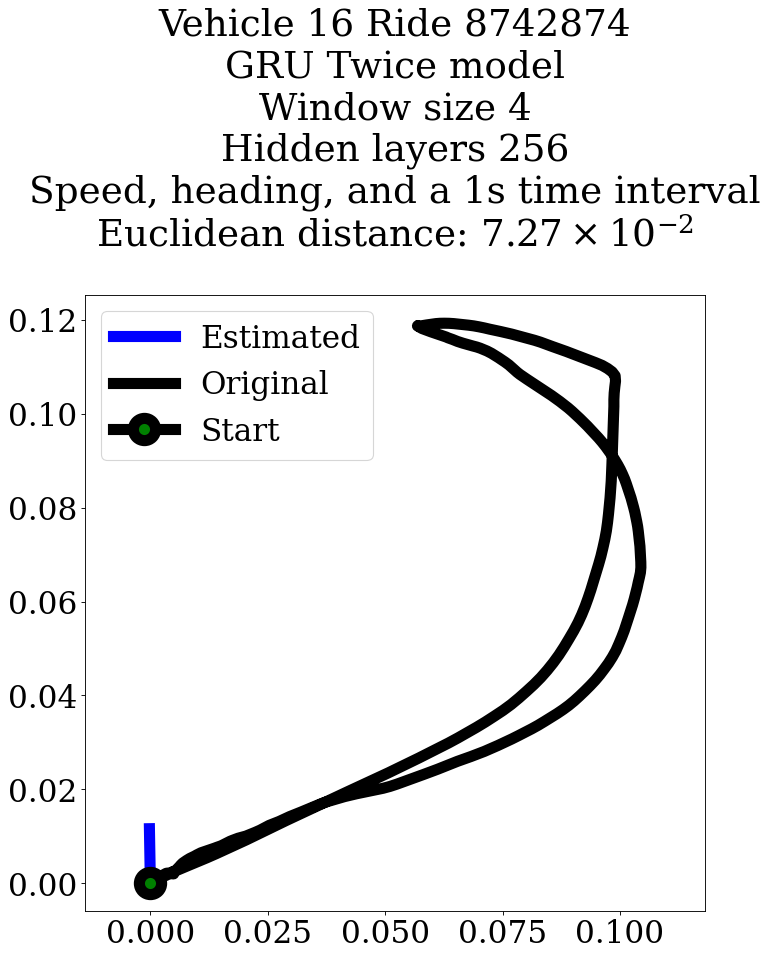 Vehicle 16 Ride 8742874
GRU Twice model
Window size 4
Hidden layers 256
Speed, heading, and a 1s time interval
Euclidean distance: 7.27 × 10⁻²
Estimated
Original
Start
0.12
0.10
0.08
0.06
0.04
0.02
0.00
0.000 0.025 0.050 0.075 0.100